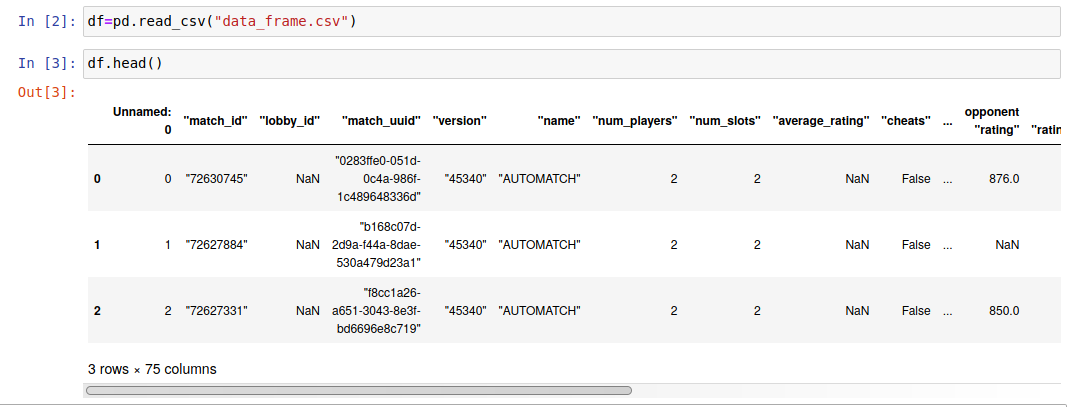 In [2]: df=pd.read_csv("data_frame.csv")
In [3]: df.head()
Out[3]:
Unnamed: 0 "match_id" "lobby_id" "match_uuid" "version" "name" "num_players" "num_slots" "average_rating" "cheats" ... opponent "rating" "ratin
0 0 "72630745" NaN "0283ffe0-051d-0c4a-986f-1c489648336d" "45340" "AUTOMATCH" 2 2 NaN False ... 876.0
1 1 "72627884" NaN "b168c07d-2d9a-f44a-8dae-530a479d23a1" "45340" "AUTOMATCH" 2 2 NaN False ... NaN
2 2 "72627331" NaN "f8cc1a26-a651-3043-8e3f-bd6696e8c719" "45340" "AUTOMATCH" 2 2 NaN False ... 850.0
3 rows × 75 columns